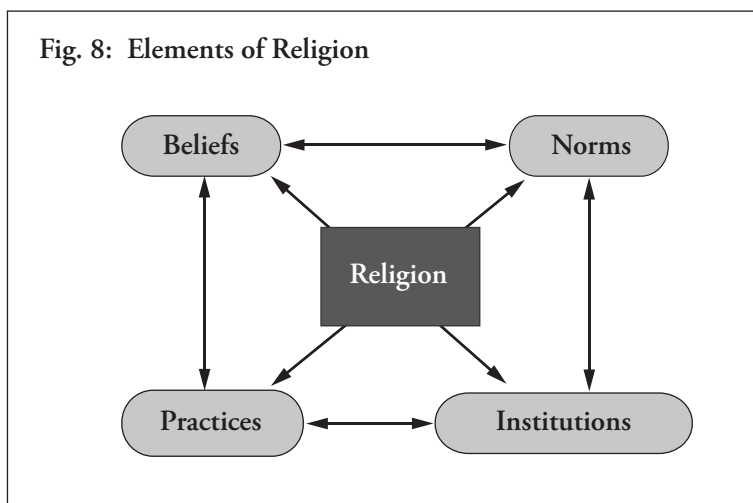 Fig. 8: Elements of Religion
Beliefs
Norms
Religion
Practices
Institutions